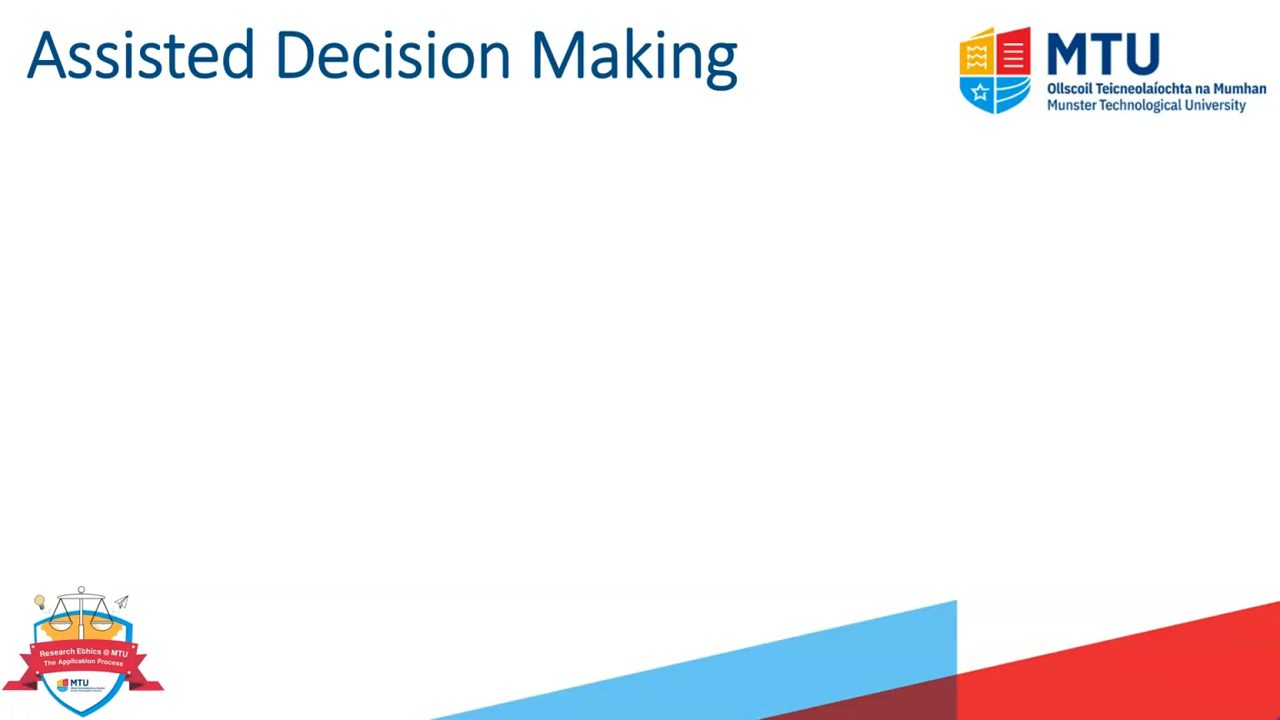 Assisted Decision Making
MTU
Ollscoil Teicneolaíochta na Mumhan
Munster Technological University
Research Ethics @ MTU
The Application Process
MTU